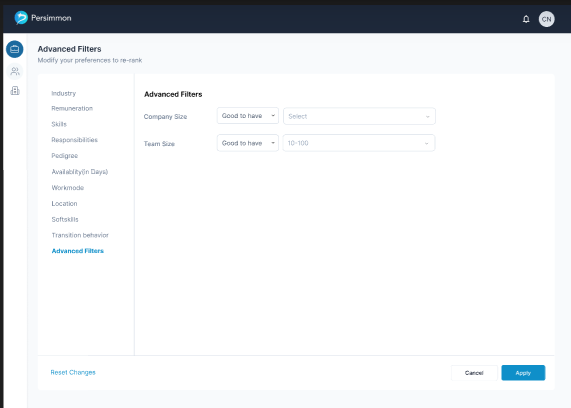 Persimmon
CN
Advanced Filters
Modify your preferences to re-rank
Industry
Remuneration
Skills
Responsibilities
Pedigree
Availablity(in Days)
Workmode
Location
Softskills
Transition behavior
Advanced Filters
Advanced Filters
Company Size Good to have Select
Team Size Good to have 10-100
Reset Changes
Cancel Apply